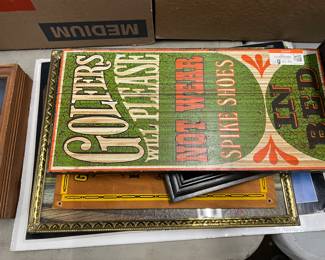 MEDIUM
GOLFERS
WILL PLEASE
NOT WEAR
SPIKE SHOES
IN
BED